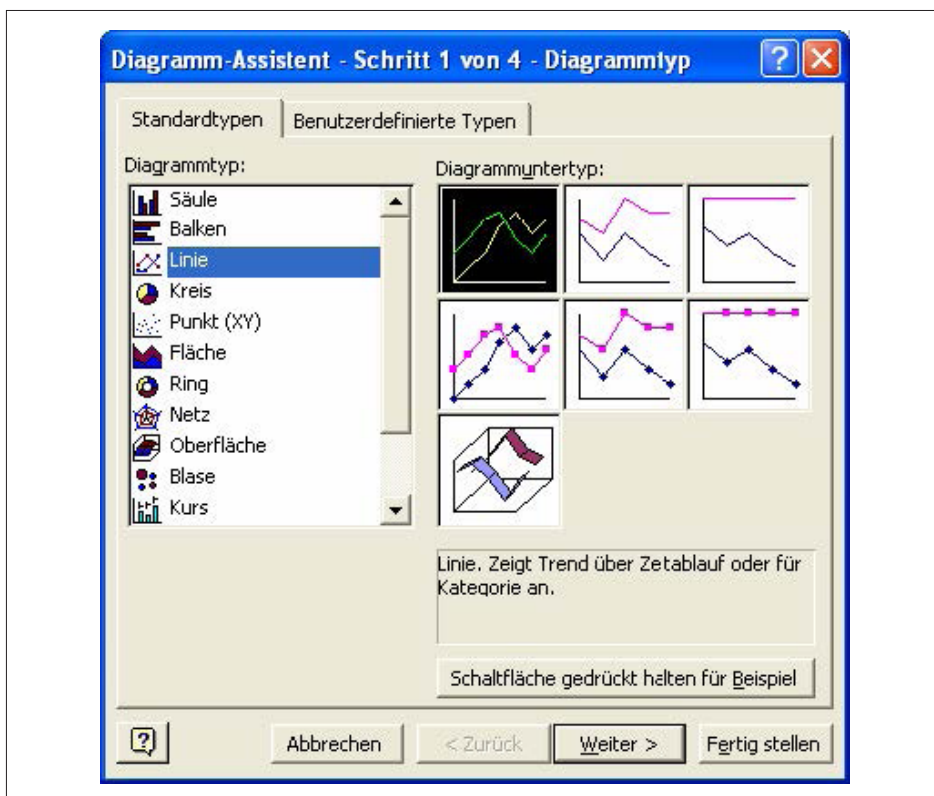 Diagramm-Assistent - Schritt 1 von 4 - Diagrammtyp
Standardtypen
Benutzerdefinierte Typen
Diagrammtyp:
Säule
Balken
Linie
Kreis
Punkt (XY)
Fläche
Ring
Netz
Oberfläche
Blase
Kurs
Diagrammuntertyp:
Linie. Zeigt Trend über Zetablauf oder für
Kategorie an.
Schaltfläche gedrückt halten für Beispiel
Abbrechen
< Zurück
Weiter >
Fertig stellen